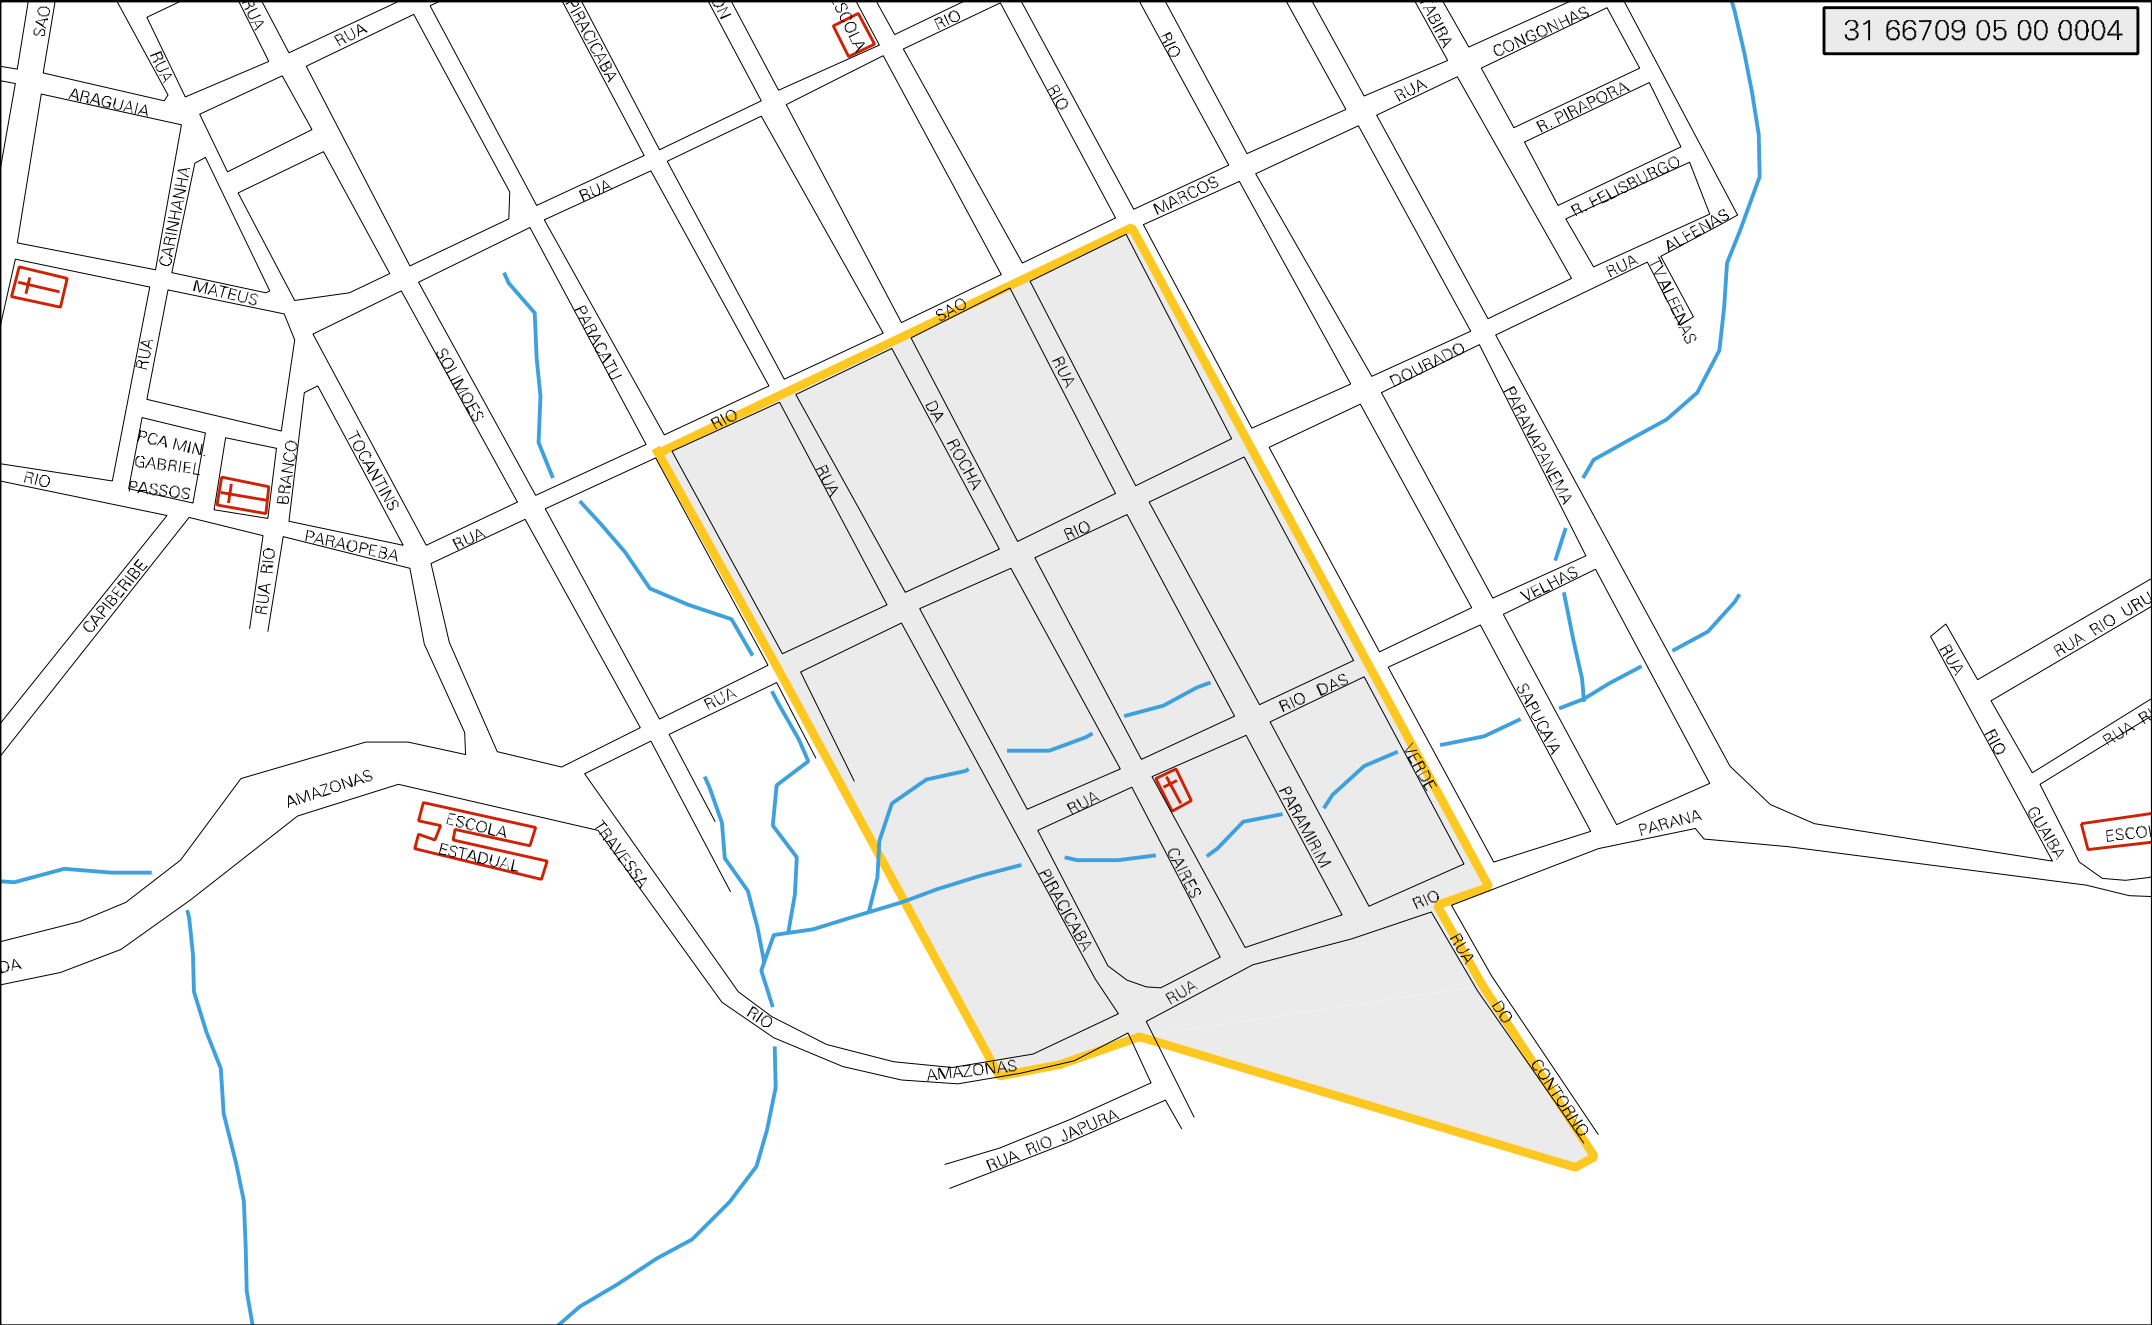 31 66709 05 00 0004
SAO
RUA
RUA
RUA
PIRACICABA
RIO
RIO
RIO
CONGONHAS
RUA
R. PIRAPORA
ARAGUAIA
CARINHANHA
RUA
MARCOS
R. FELISBURGO
ALFENAS
RUA
V. ALFENAS
MATEUS
RUA
PARACATU
SOLIMOES
SAO
RIO
RUA
DOURADO
PARANAPANEMA
TOCANTINS
DA ROCHA
RUA
PCA MIN.
GABRIEL
PASSOS
BRANCO
RIO
PARAOPEBA
RUA
RIO
VELHAS
CAPIBERIBE
RUA RIO
RUA
RIO DAS
SAPUCAIA
VERDE
RUA RIO
RUA
RIO
RUA
GUAIBA
AMAZONAS
ESCOLA
ESTADUAL
TRAVESSA
RUA
PARAMIRIM
PARANA
CAIRES
PIRACICABA
RIO
RUA
DO
CONTORNO
RUA
RIO
AMAZONAS
RUA RIO JAPURA